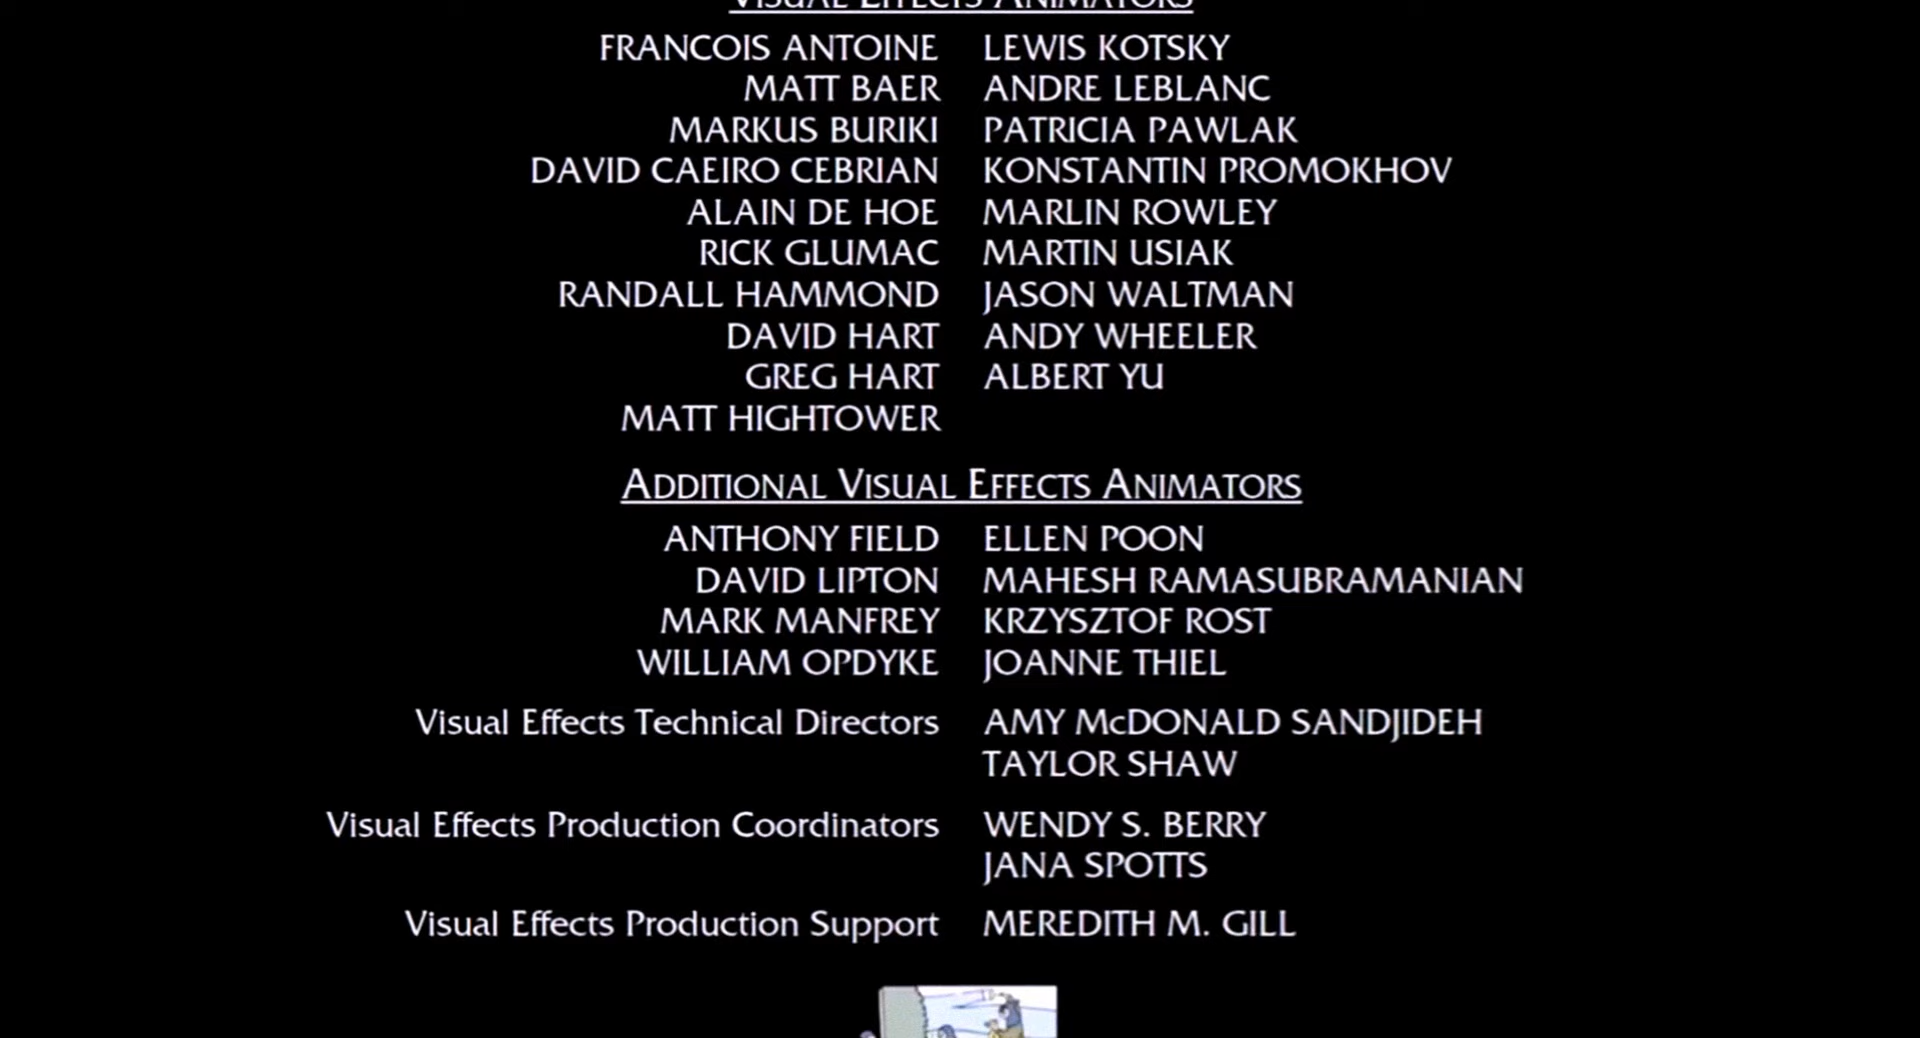 VISUAL EFFECTS ANIMATORS
FRANCOIS ANTOINE LEWIS KOTSKY
MATT BAER ANDRE LEBLANC
MARKUS BURIKI PATRICIA PAWLAK
DAVID CAEIRO CEBRIAN KONSTANTIN PROMOKHOV
ALAIN DE HOE MARLIN ROWLEY
RICK GLUMAC MARTIN USIAK
RANDALL HAMMOND JASON WALTMAN
DAVID HART ANDY WHEELER
GREG HART ALBERT YU
MATT HIGHTOWER
ADDITIONAL VISUAL EFFECTS ANIMATORS
ANTHONY FIELD ELLEN POON
DAVID LIPTON MAHESH RAMASUBRAMANIAN
MARK MANFREY KRZYSZTOF ROST
WILLIAM OPDYKE JOANNE THIEL
Visual Effects Technical Directors AMY McDONALD SANDJIDEH
TAYLOR SHAW
Visual Effects Production Coordinators WENDY S. BERRY
JANA SPOTTS
Visual Effects Production Support MEREDITH M. GILL